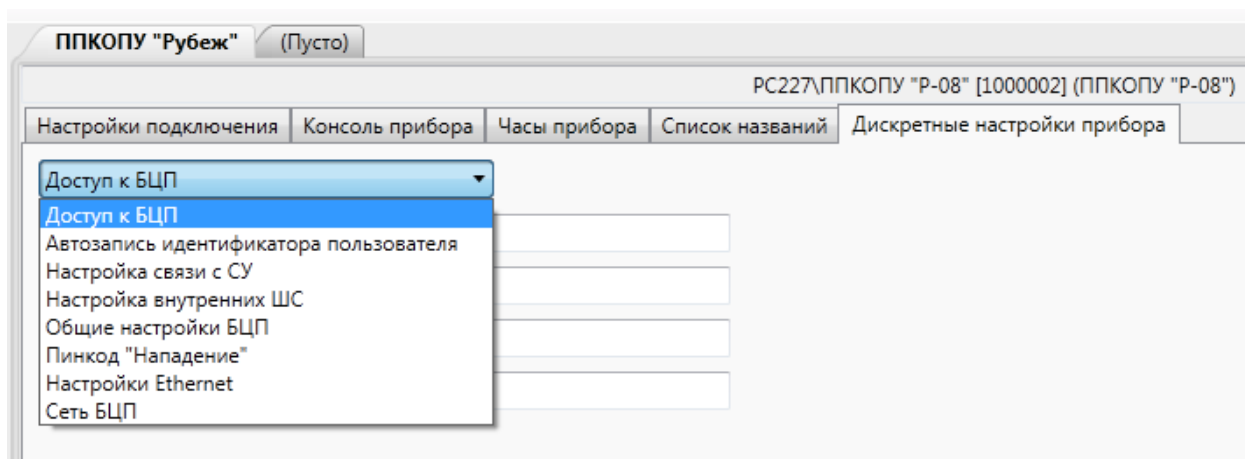 ППКОПУ "Рубеж" (Пусто)
РС227\ППКОПУ "Р-08" [1000002] (ППКОПУ "Р-08")
Настройки подключения Консоль прибора Часы прибора Список названий Дискретные настройки прибора
Доступ к БЦП
Доступ к БЦП
Автозапись идентификатора пользователя
Настройка связи с СУ
Настройка внутренних ШС
Общие настройки БЦП
Пинкод "Нападение"
Настройки Ethernet
Сеть БЦП